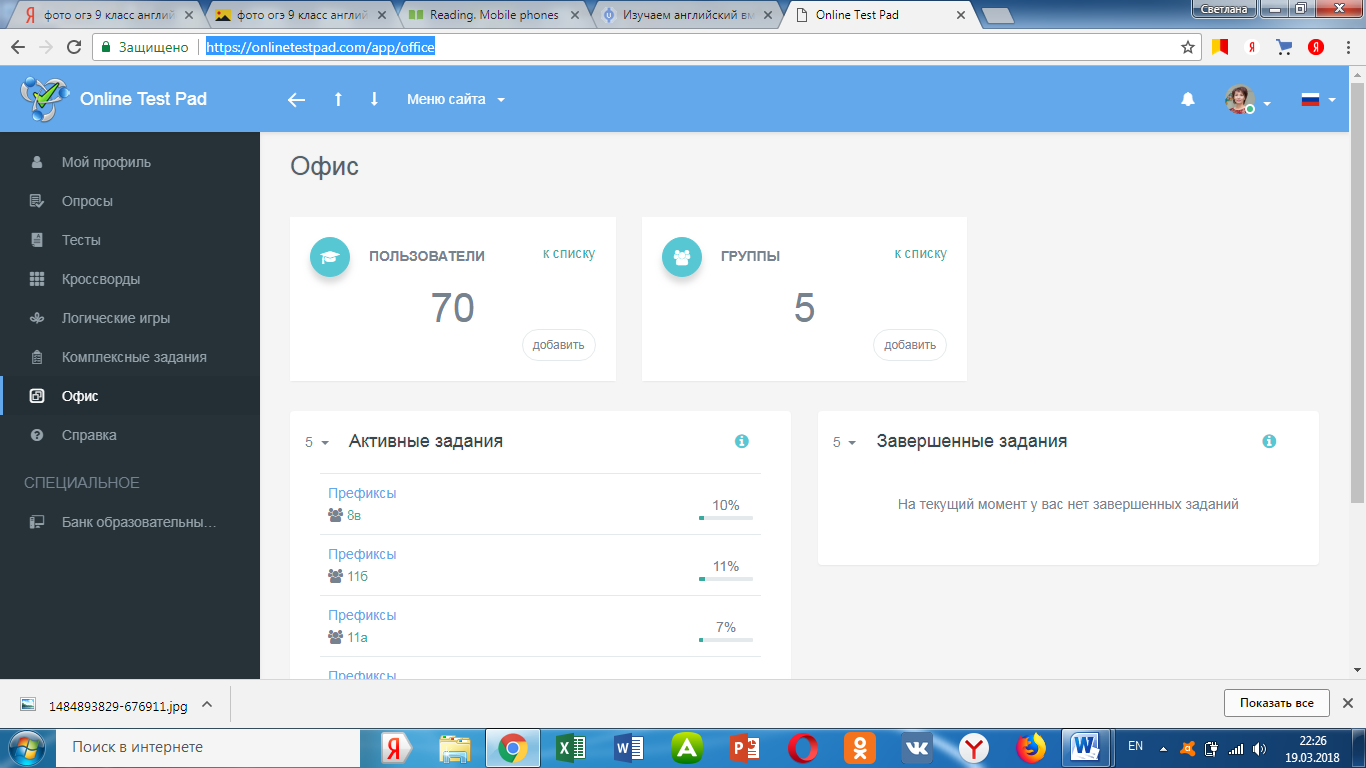 фото огэ 9 класс англий
фото огэ 9 класс англий
Reading. Mobile phones
Изучаем английский вм
Online Test Pad
Светлана
Защищено
https://onlinetestpad.com/app/office
Online Test Pad
Меню сайта
Мой профиль
Опросы
Тесты
Кроссворды
Логические игры
Комплексные задания
Офис
Справка
СПЕЦИАЛЬНОЕ
Банк образовательны...
Офис
ПОЛЬЗОВАТЕЛИ
к списку
70
добавить
ГРУППЫ
к списку
5
добавить
5
Активные задания
Префиксы
8в
10%
Префиксы
11б
11%
Префиксы
11а
7%
Префиксы
5
Завершенные задания
На текущий момент у вас нет завершенных заданий
1484893829-676911.jpg
Показать все
Поиск в интернете
EN
22:26
19.03.2018